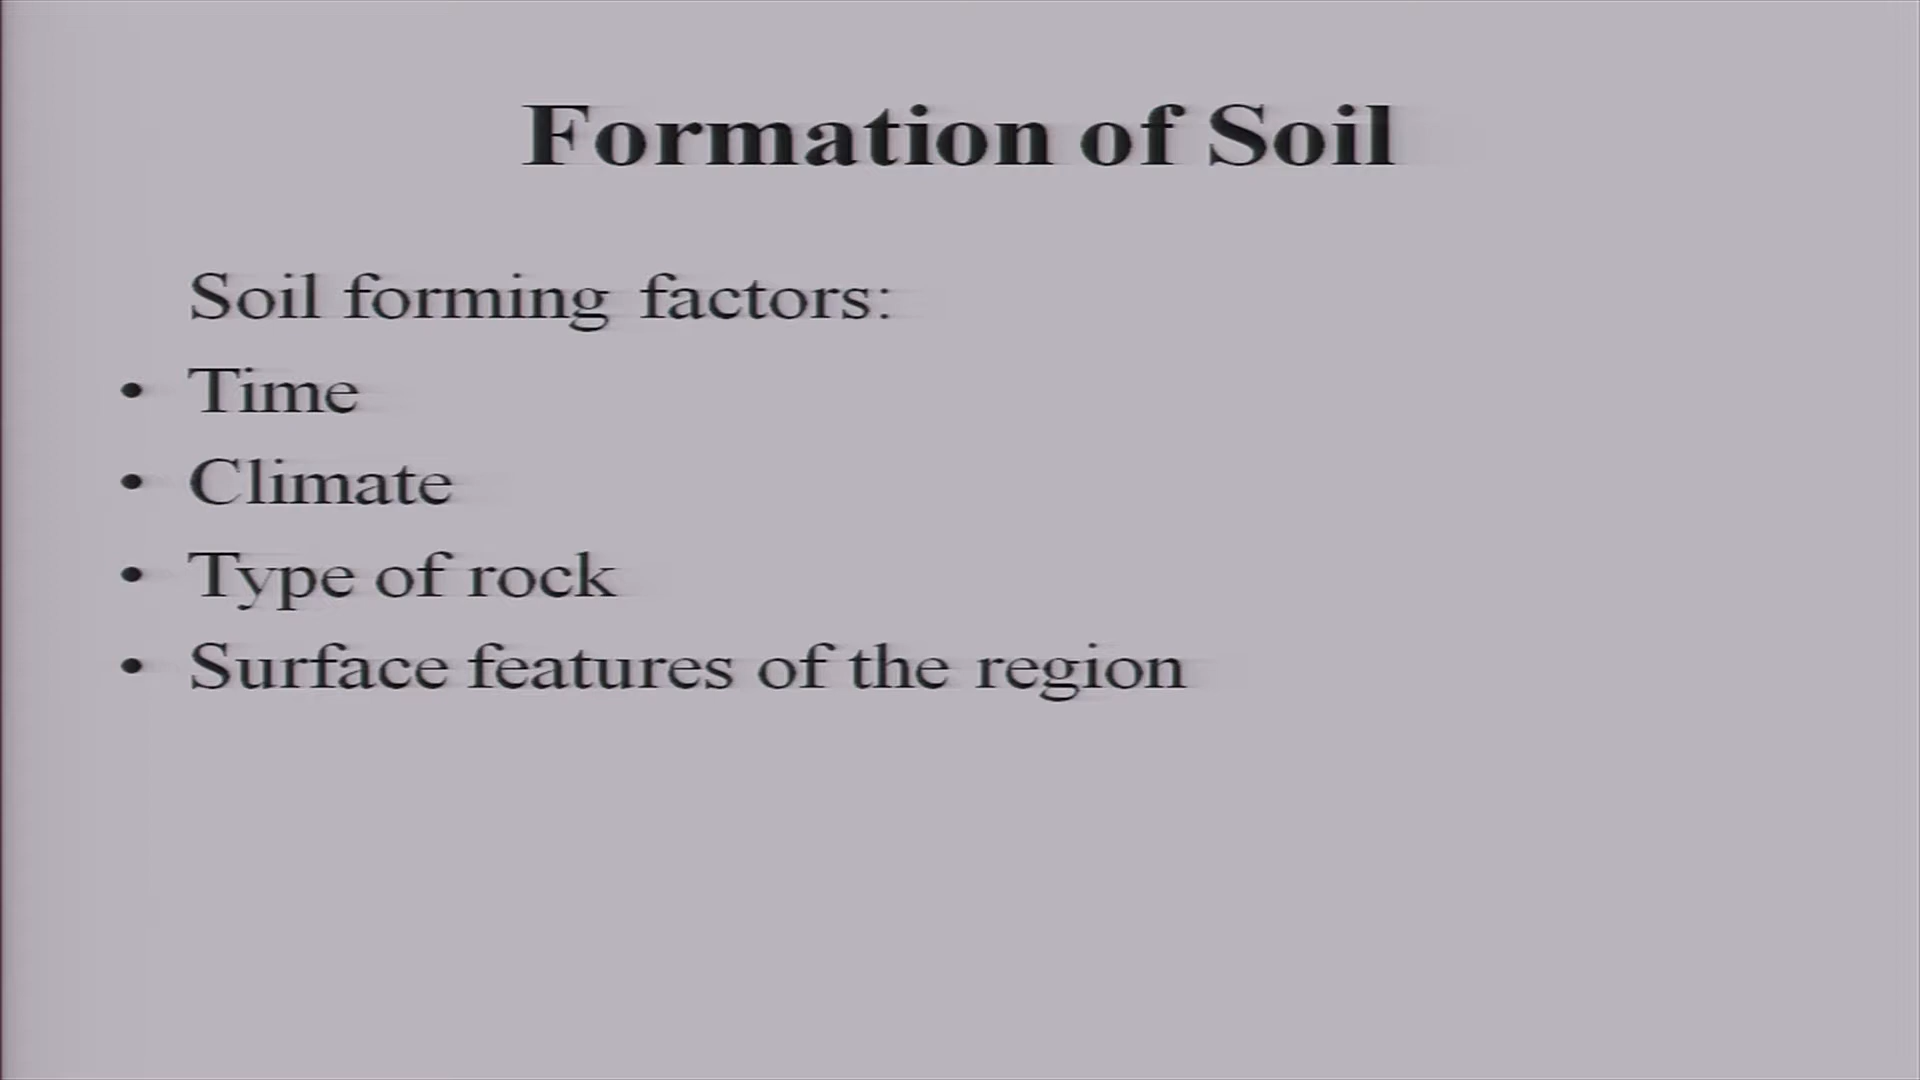 Formation of Soil
Soil forming factors:
• Time
• Climate
• Type of rock
• Surface features of the region